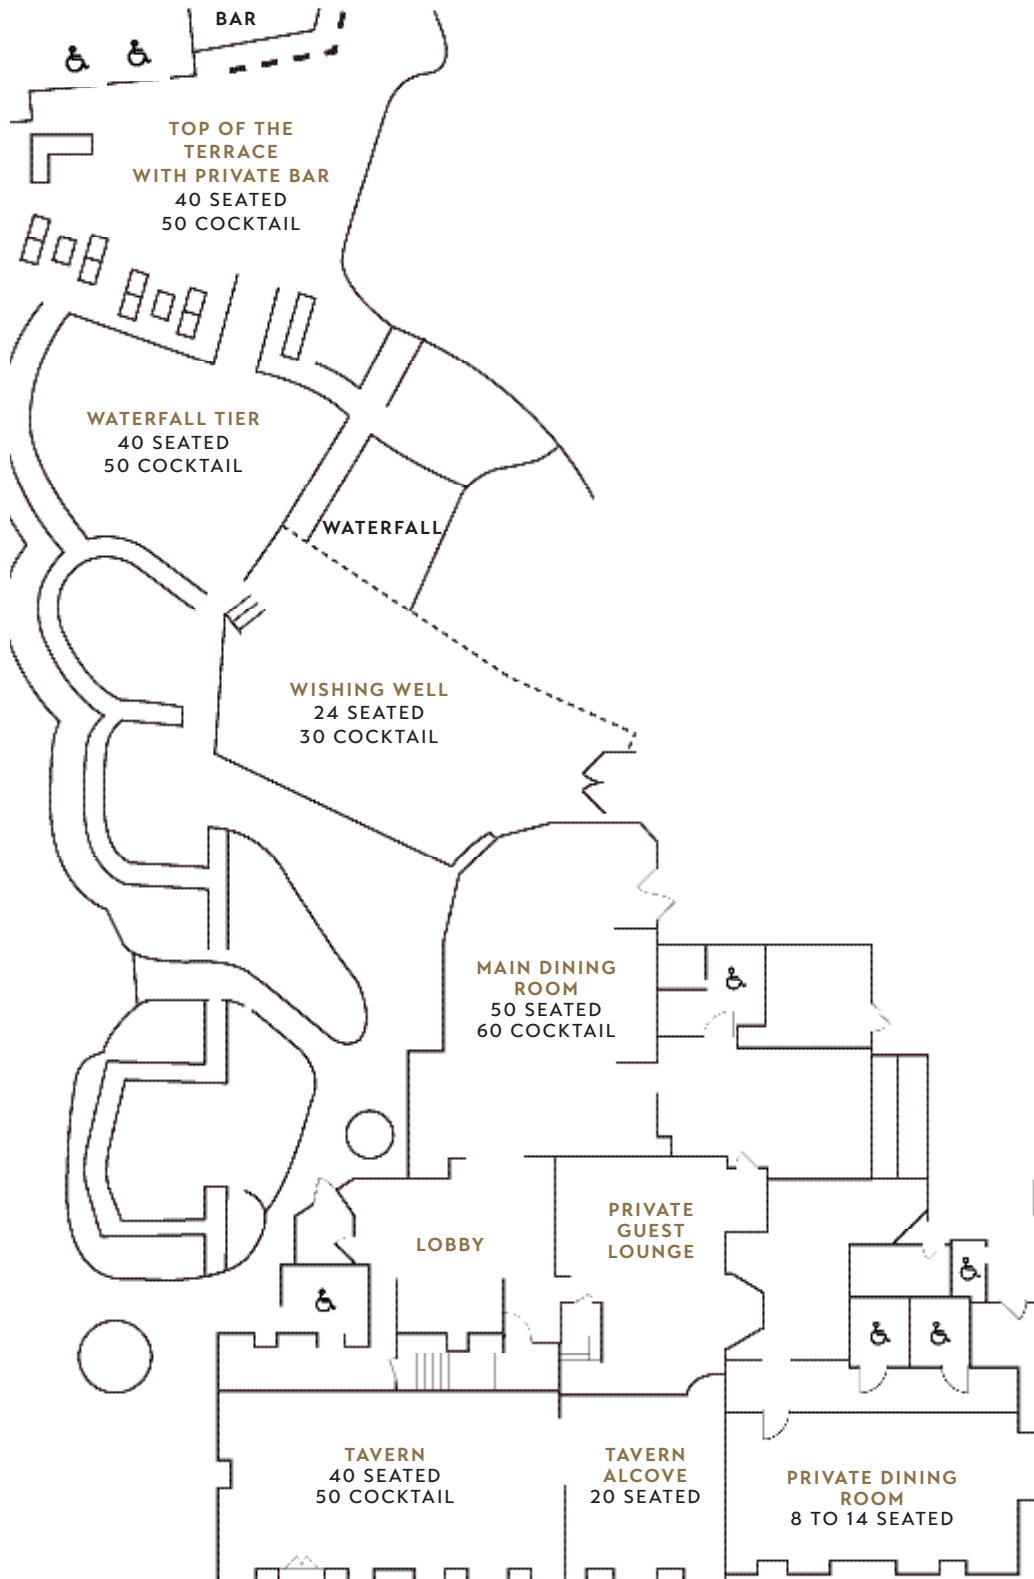 BAR
TOP OF THE
TERRACE
WITH PRIVATE BAR
40 SEATED
50 COCKTAIL
WATERFALL TIER
40 SEATED
50 COCKTAIL
WATERFALL
WISHING WELL
24 SEATED
30 COCKTAIL
MAIN DINING
ROOM
50 SEATED
60 COCKTAIL
PRIVATE
GUEST
LOUNGE
LOBBY
TAVERN
40 SEATED
50 COCKTAIL
TAVERN
ALCOVE
20 SEATED
PRIVATE DINING
ROOM
8 TO 14 SEATED